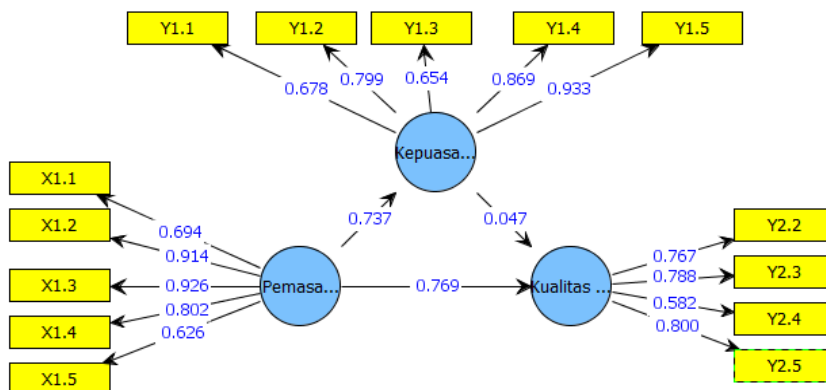 Y1.1
Y1.2
Y1.3
Y1.4
Y1.5
0.678
0.799
0.654
0.869
0.933
Kepuasa...
X1.1
X1.2
X1.3
X1.4
X1.5
0.694
0.914
0.926
0.802
0.626
0.737
0.047
Pemasa...
0.769
Kualitas ...
0.767
0.788
0.582
0.800
Y2.2
Y2.3
Y2.4
Y2.5